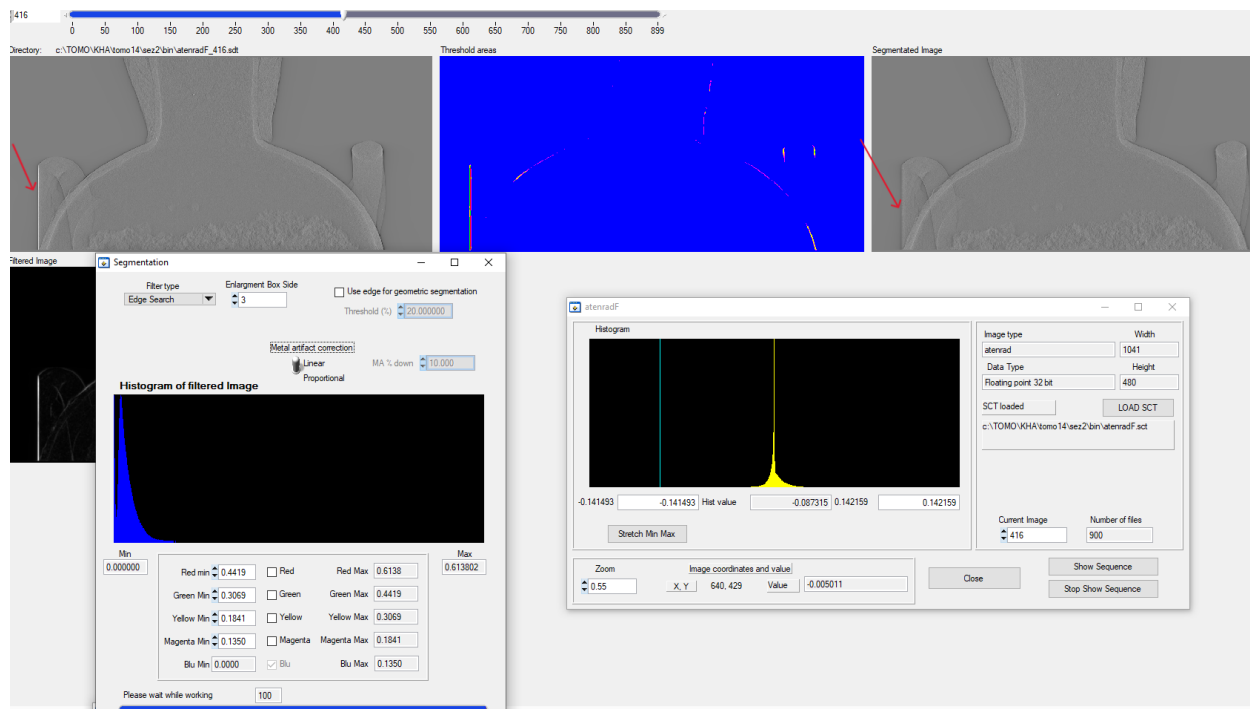 416
0 50 100 150 200 250 300 350 400 450 500 550 600 650 700 750 800 850 899
Directory: c:\TOMO\KHA\tomo14\sez2\bin\atenradF_416.sdt
Threshold areas
Segmentated Image
Filtered Image
Segmentation
Filter type
Enlargment Box Side
Edge Search
3
Use edge for geometric segmentation
Threshold (%) 20.000000
Metal artifact correction
Linear
Proportional
MA % down 10.000
Histogram of filtered Image
Min
0.000000
Max
0.613802
Red min 0.4419 Red Red Max 0.6138
Green Min 0.3069 Green Green Max 0.4419
Yellow Min 0.1841 Yellow Yellow Max 0.3069
Magenta Min 0.1350 Magenta Magenta Max 0.1841
Blu Min 0.0000 Blu Blu Max 0.1350
Please wait while working 100
atenradF
Histogram
-0.141493 -0.141493 Hist value -0.087315 0.142159 0.142159
Stretch Min Max
Image type Width
atenrad 1041
Data Type Height
Floating point 32 bit 480
SCT loaded LOAD SCT
c:\TOMO\KHA\tomo14\sez2\bin\atenradF.sct
Current Image Number of files
416 900
Zoom Image coordinates and value
0.55 X, Y 640, 429 Value -0.005011
Close
Show Sequence
Stop Show Sequence